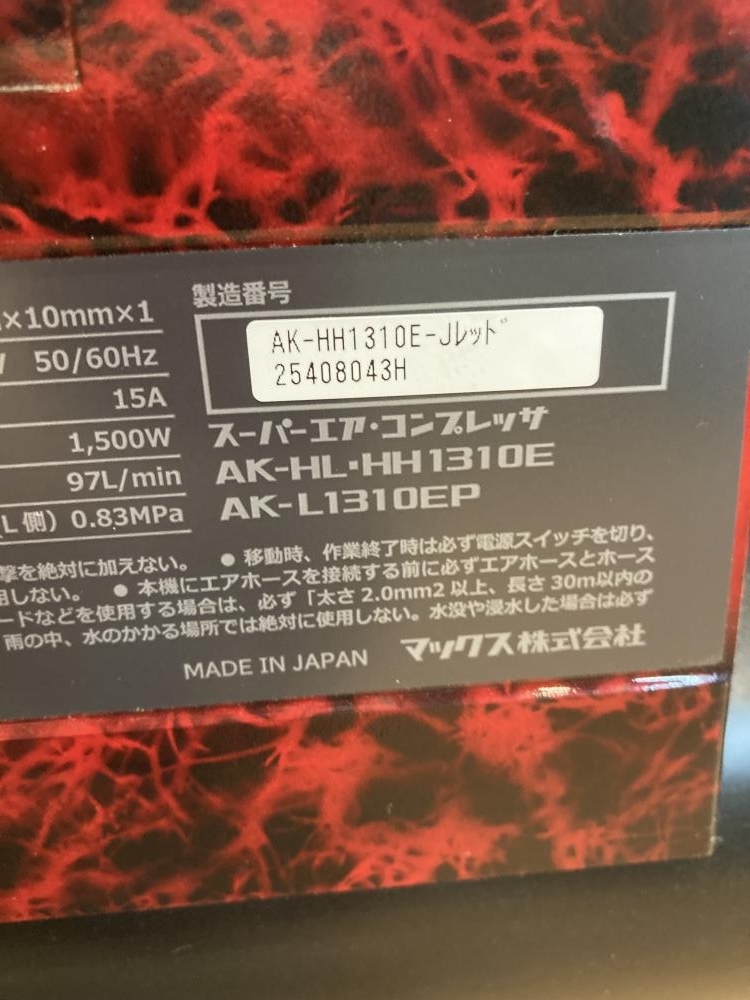 ×10mm×1
50/60Hz
15A
1,500W
97L/min
L 側) 0.83MPa
製造番号
AK-HH1310E-Jレッド
25408043H
スーパーエア・コンプレッサ
AK-HL・HH1310E
AK-L1310EP
撃を絶対に加えない。 ● 移動時、作業終了時は必ず電源スイッチを切り、
用しない。 ● 本機にエアホースを接続する前に必ずエアホースとホース
ードなどを使用する場合は、必ず「太さ 2.0mm2 以上、長さ 30m以内の
雨の中、水のかかる場所では絶対に使用しない。水没や浸水した場合は必ず
MADE IN JAPAN マックス株式会社